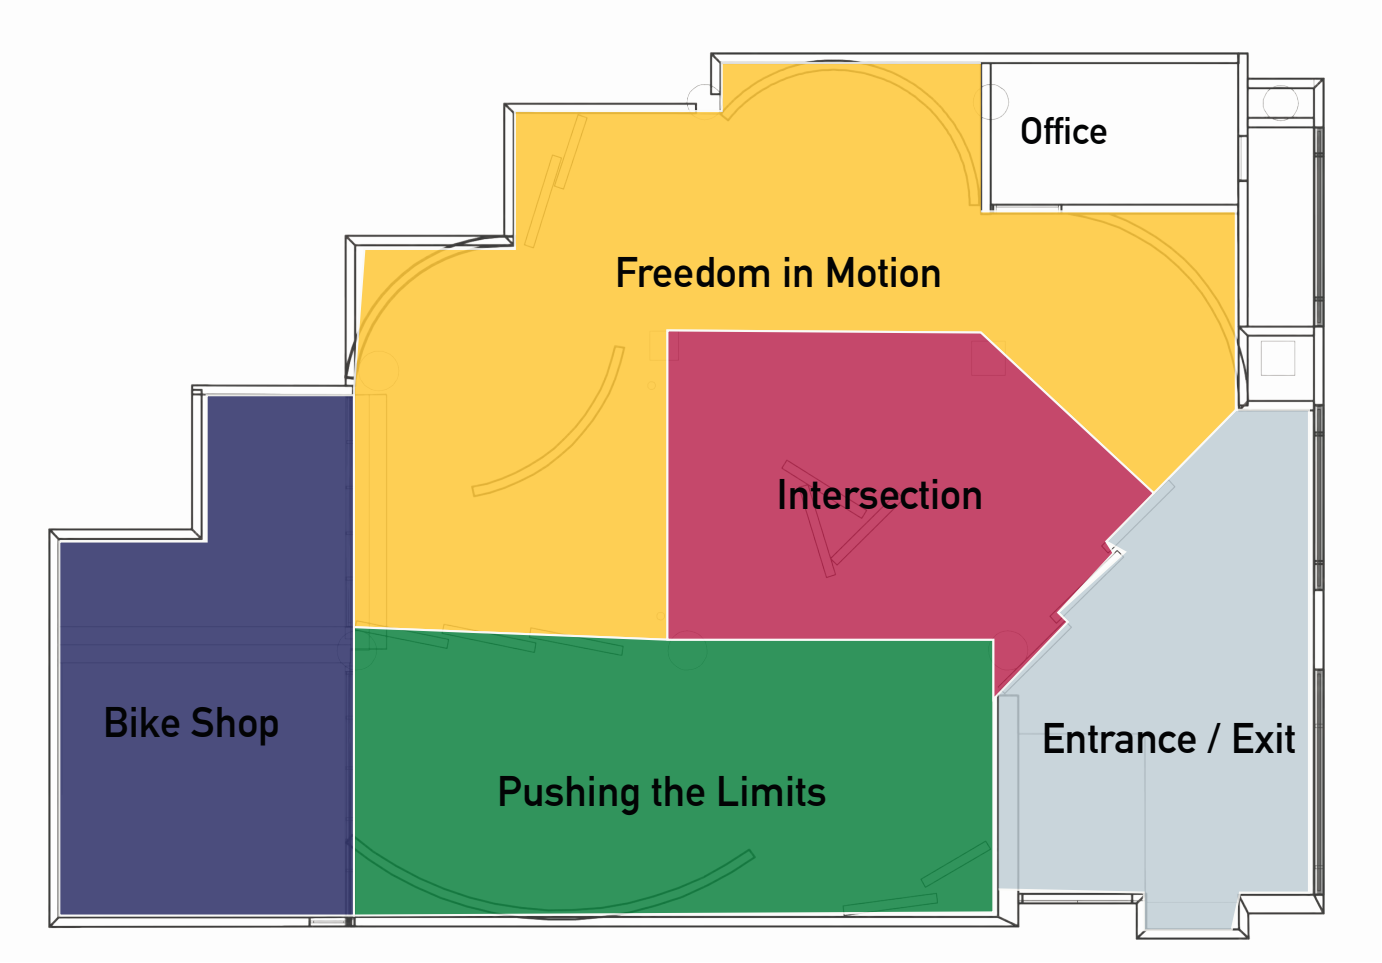 Office
Freedom in Motion
Intersection
Bike Shop
Entrance / Exit
Pushing the Limits